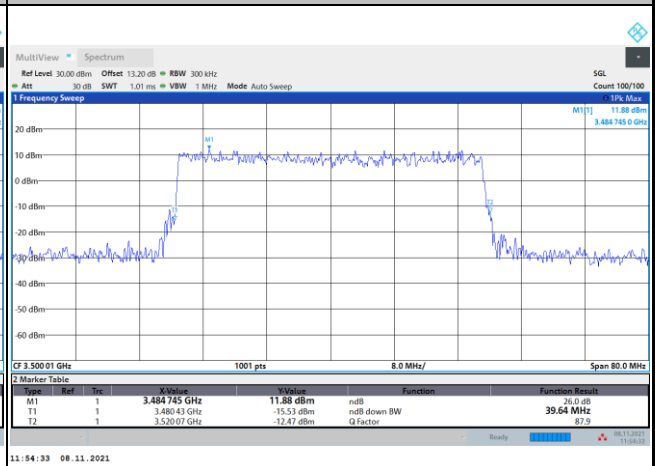 MultiView Spectrum
Ref Level 30.00 dBm Offset 13.20 dB RBW 300 kHz SGL
Att 30 dB SWT 1.01 ms VBW 1 MHz Mode Auto Sweep Count 100/100
1 Frequency Sweep 1Pk Max
M1[1] 11.88 dBm
3.484 745 0 GHz
20 dBm
M1
10 dBm
0 dBm
-10 dBm
T1
T2
-20 dBm
-30 dBm
-40 dBm
-50 dBm
-60 dBm
CF 3.500 01 GHz 1001 pts 8.0 MHz/ Span 80.0 MHz
2 Marker Table
Type Ref Trc X-Value Y-Value Function Function Result
M1 1 3.484 745 GHz 11.88 dBm ndB 26.0 dB
T1 1 3.480 43 GHz -15.53 dBm ndB down BW 39.64 MHz
T2 1 3.520 07 GHz -12.47 dBm Q Factor 87.9
Ready 08.11.2021
11:54:32
11:54:33 08.11.2021